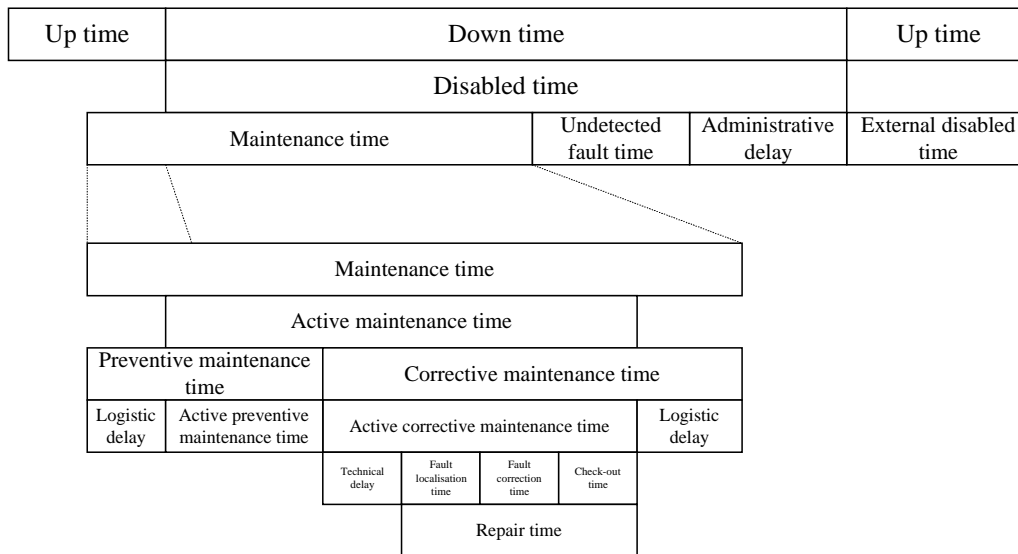 Up time
Down time
Up time
Disabled time
Maintenance time
Undetected
fault time
Administrative
delay
External disabled
time
Maintenance time
Active maintenance time
Preventive maintenance
time
Corrective maintenance time
Logistic
delay
Active preventive
maintenance time
Active corrective maintenance time
Logistic
delay
Technical
delay
Fault
localisation
time
Fault
correction
time
Check-out
time
Repair time